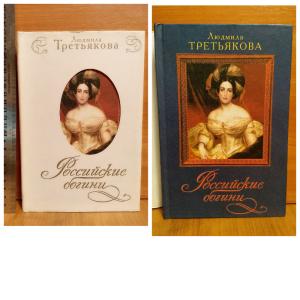 Людмила
Третьякова
Российские
богини
Людмила
ТРЕТЬЯКОВА
Российские
богини